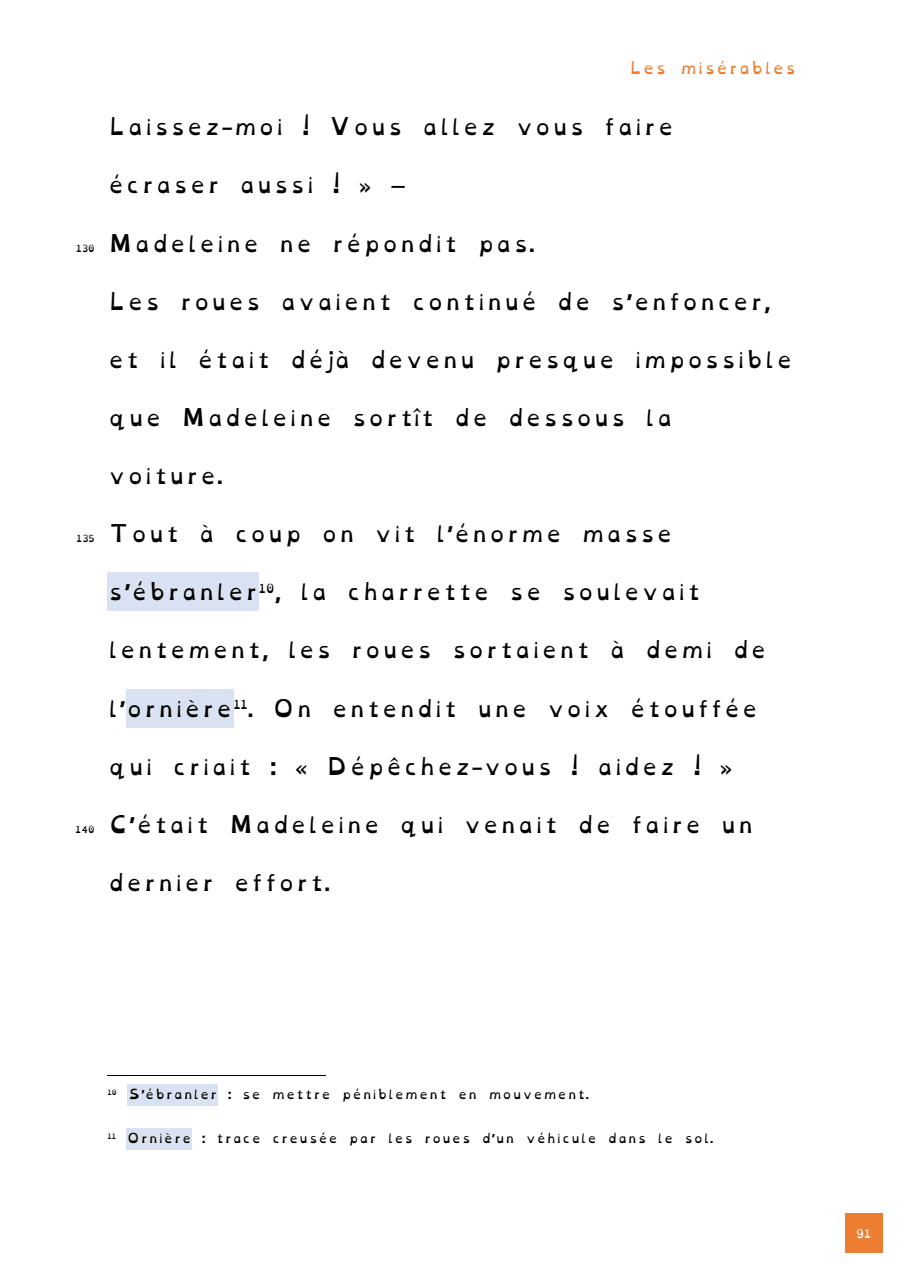 Les misérables
Laissez-moi ! Vous allez vous faire
écraser aussi ! » —
130 Madeleine ne répondit pas.
Les roues avaient continué de s’enfoncer,
et il était déjà devenu presque impossible
que Madeleine sortît de dessous la
voiture.
135 Tout à coup on vit l’énorme masse
s’ébranler¹⁰, la charrette se soulevait
lentement, les roues sortaient à demi de
l’ornière¹¹. On entendit une voix étouffée
qui criait : « Dépêchez-vous ! aidez ! »
140 C’était Madeleine qui venait de faire un
dernier effort.
¹⁰ S’ébranler : se mettre péniblement en mouvement.
¹¹ Ornière : trace creusée par les roues d’un véhicule dans le sol.
91